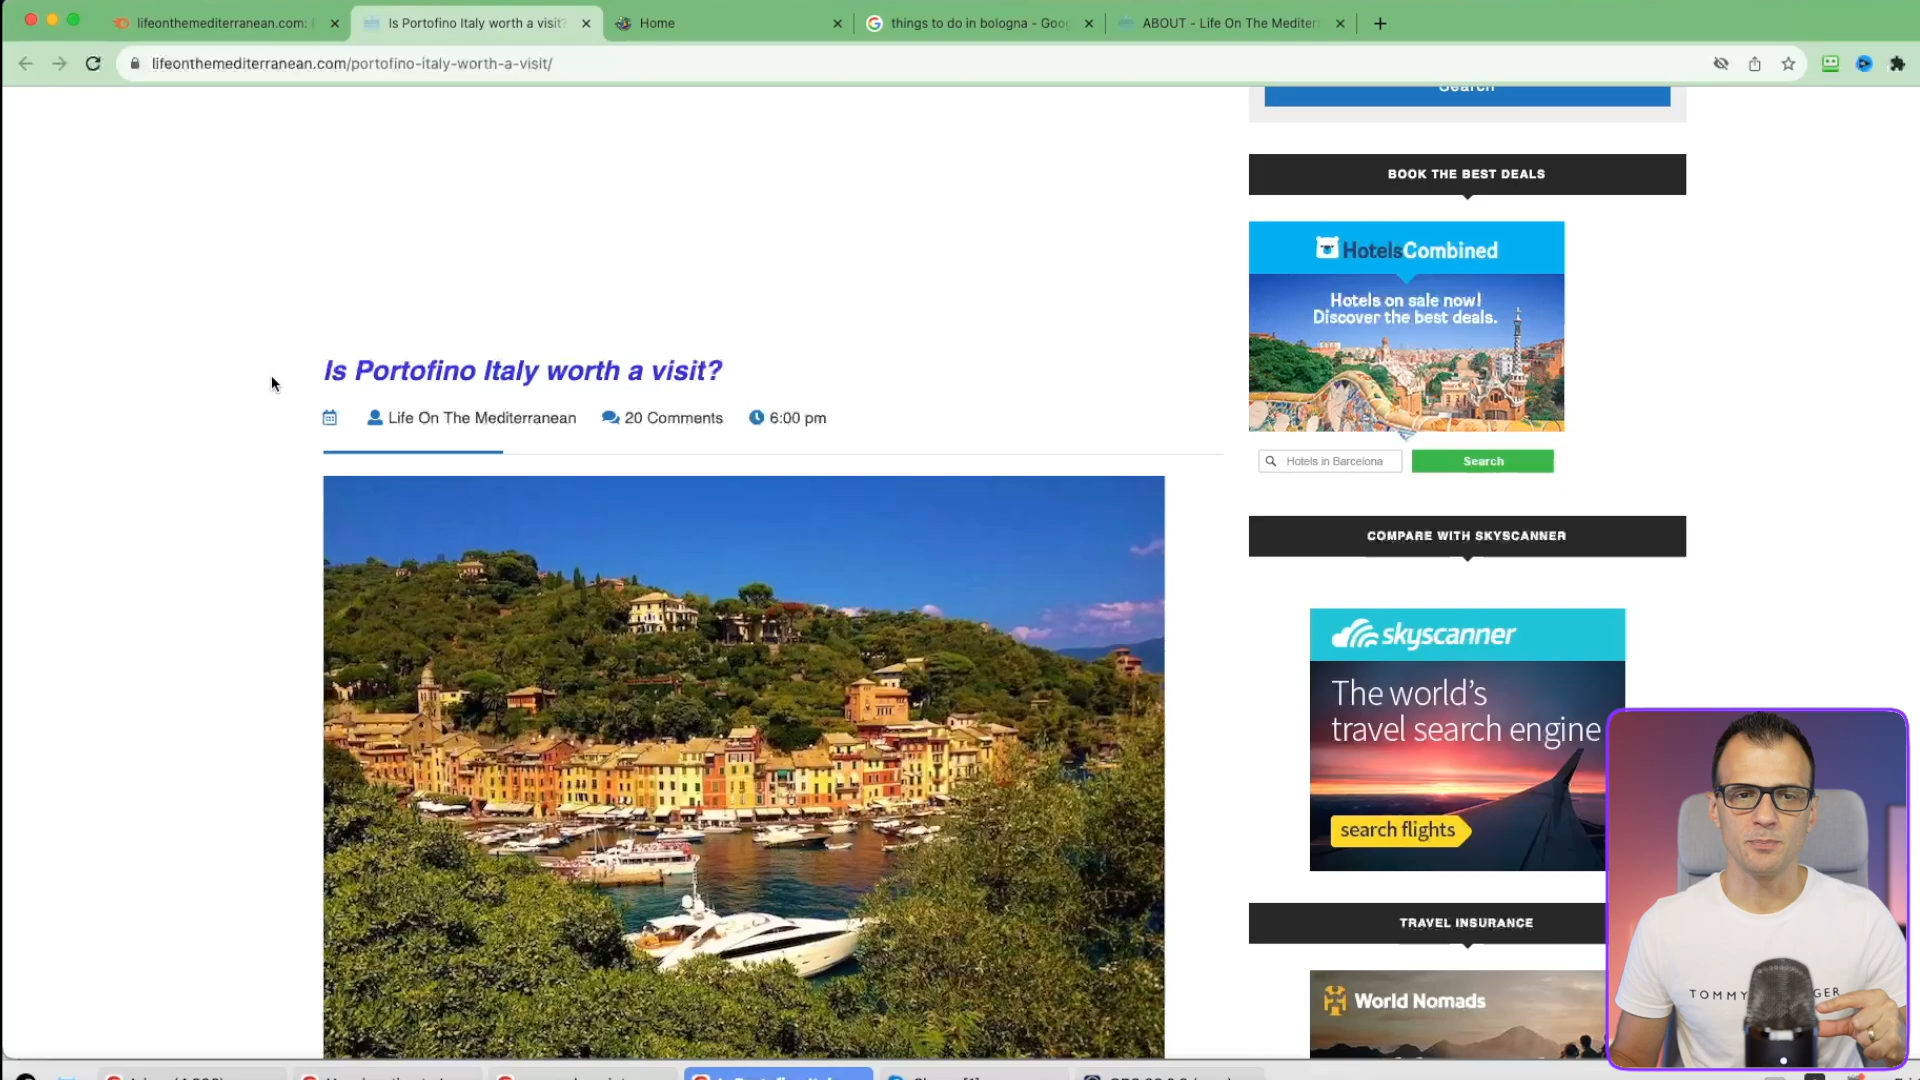 lifeonthemediterranean.com:
Is Portofino Italy worth a visit?
Home
things to do in bologna - Goo
ABOUT - Life On The Mediter
lifeonthemediterranean.com/portofino-italy-worth-a-visit/
Search
BOOK THE BEST DEALS
HotelsCombined
Hotels on sale now!
Discover the best deals.
Is Portofino Italy worth a visit?
Life On The Mediterranean
20 Comments
6:00 pm
Hotels in Barcelona
Search
COMPARE WITH SKYSCANNER
skyscanner
The world's
travel search engine
search flights
TRAVEL INSURANCE
World Nomads